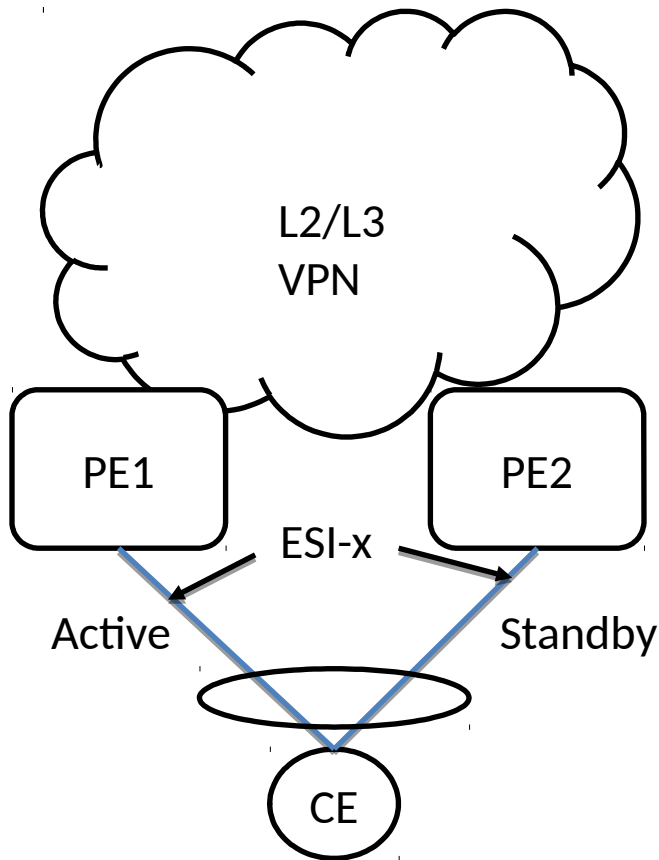 L2/L3
VPN
PE1
PE2
ESI-x
Active
Standby
CE